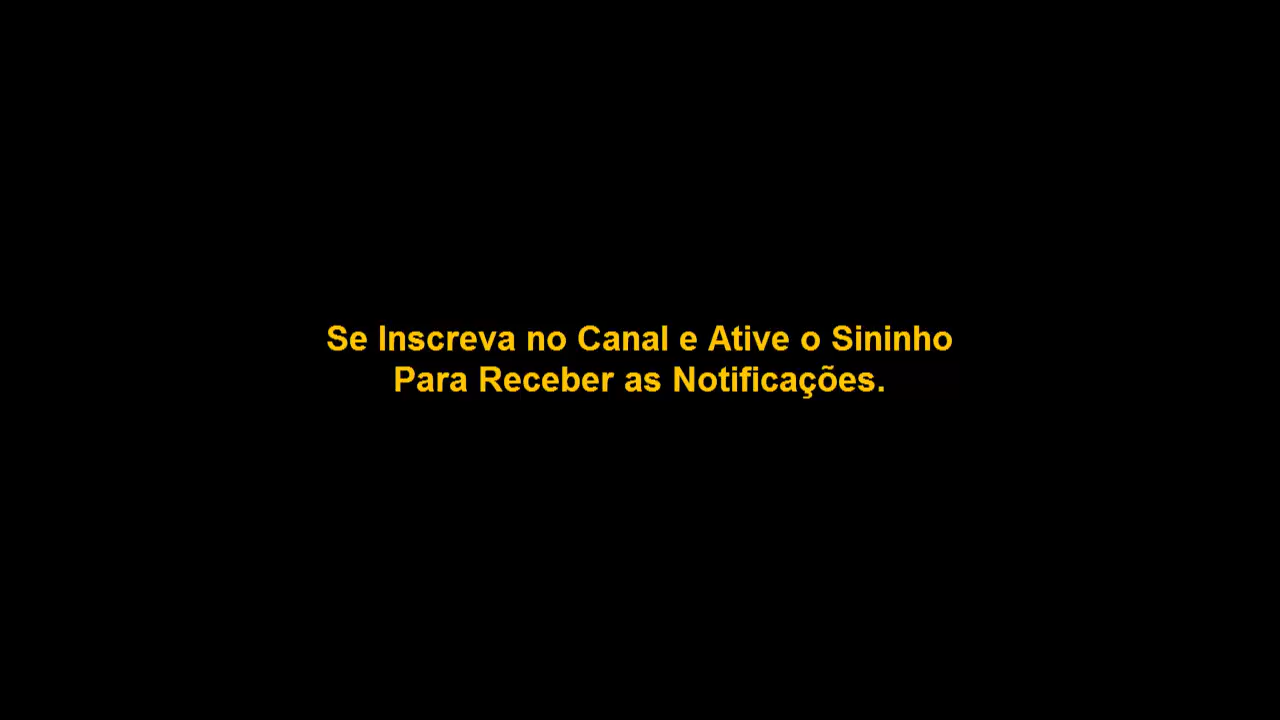 Se Inscreva no Canal e Ative o Sininho
Para Receber as Notificações.